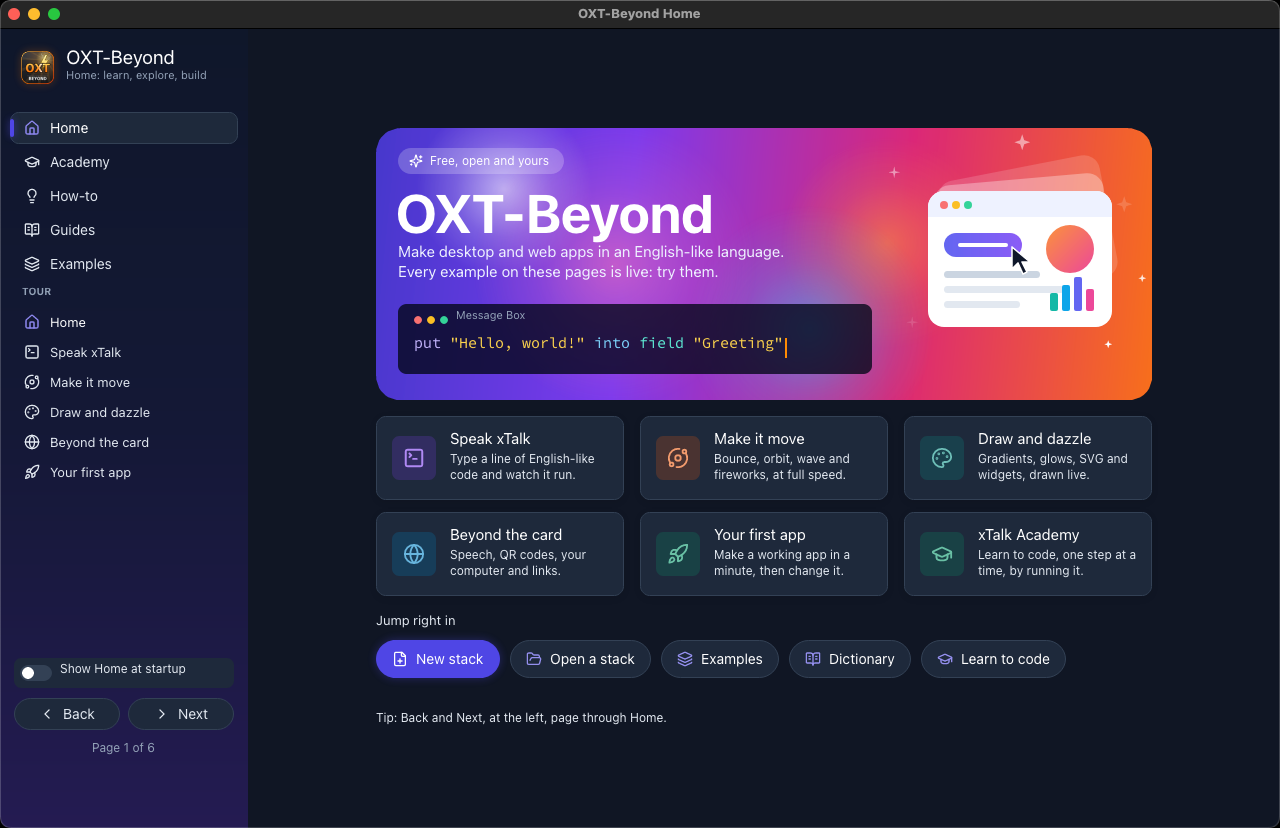 OXT-Beyond Home
OXT
BEYOND
OXT-Beyond
Home: learn, explore, build
Home
Academy
How-to
Guides
Examples
TOUR
Home
Speak xTalk
Make it move
Draw and dazzle
Beyond the card
Your first app
Show Home at startup
Back
Next
Page 1 of 6
Free, open and yours
OXT-Beyond
Make desktop and web apps in an English-like language.
Every example on these pages is live: try them.
Message Box
put "Hello, world!" into field "Greeting"
Speak xTalk
Type a line of English-like
code and watch it run.
Make it move
Bounce, orbit, wave and
fireworks, at full speed.
Draw and dazzle
Gradients, glows, SVG and
widgets, drawn live.
Beyond the card
Speech, QR codes, your
computer and links.
Your first app
Make a working app in a
minute, then change it.
xTalk Academy
Learn to code, one step at a
time, by running it.
Jump right in
New stack
Open a stack
Examples
Dictionary
Learn to code
Tip: Back and Next, at the left, page through Home.